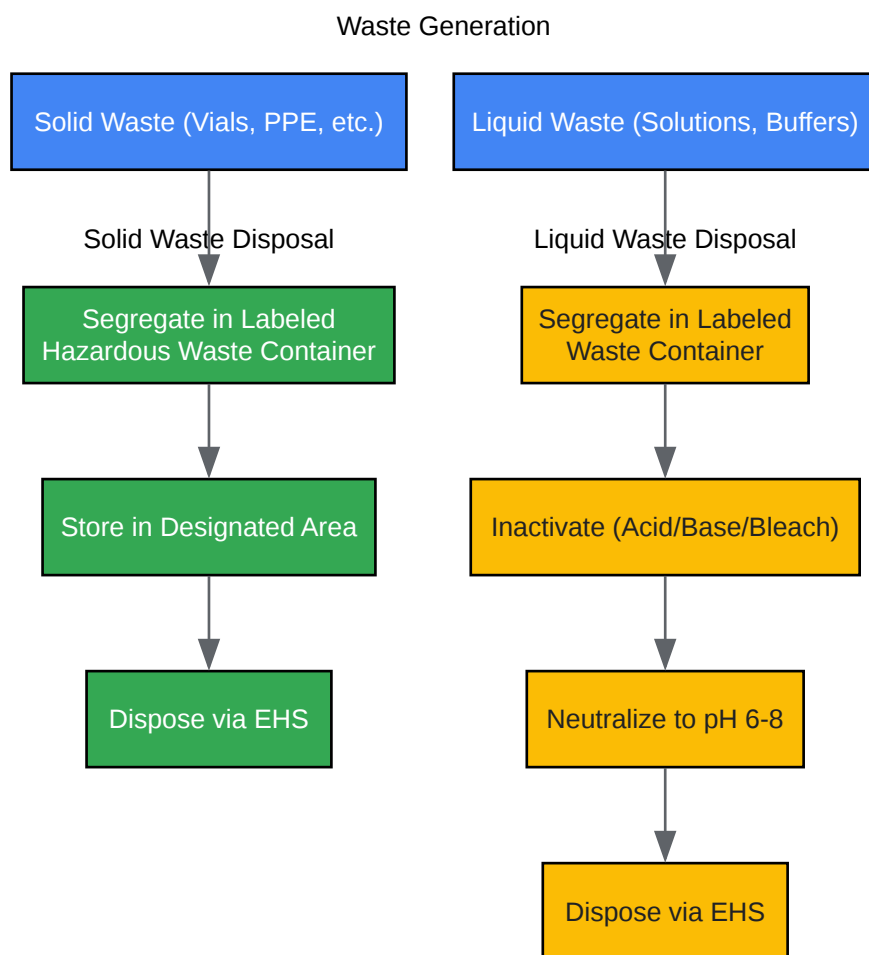 Waste Generation
Solid Waste (Vials, PPE, etc.)
Liquid Waste (Solutions, Buffers)
Solid Waste Disposal
Liquid Waste Disposal
Segregate in Labeled
Hazardous Waste Container
Segregate in Labeled
Waste Container
Store in Designated Area
Inactivate (Acid/Base/Bleach)
Dispose via EHS
Neutralize to pH 6-8
Dispose via EHS